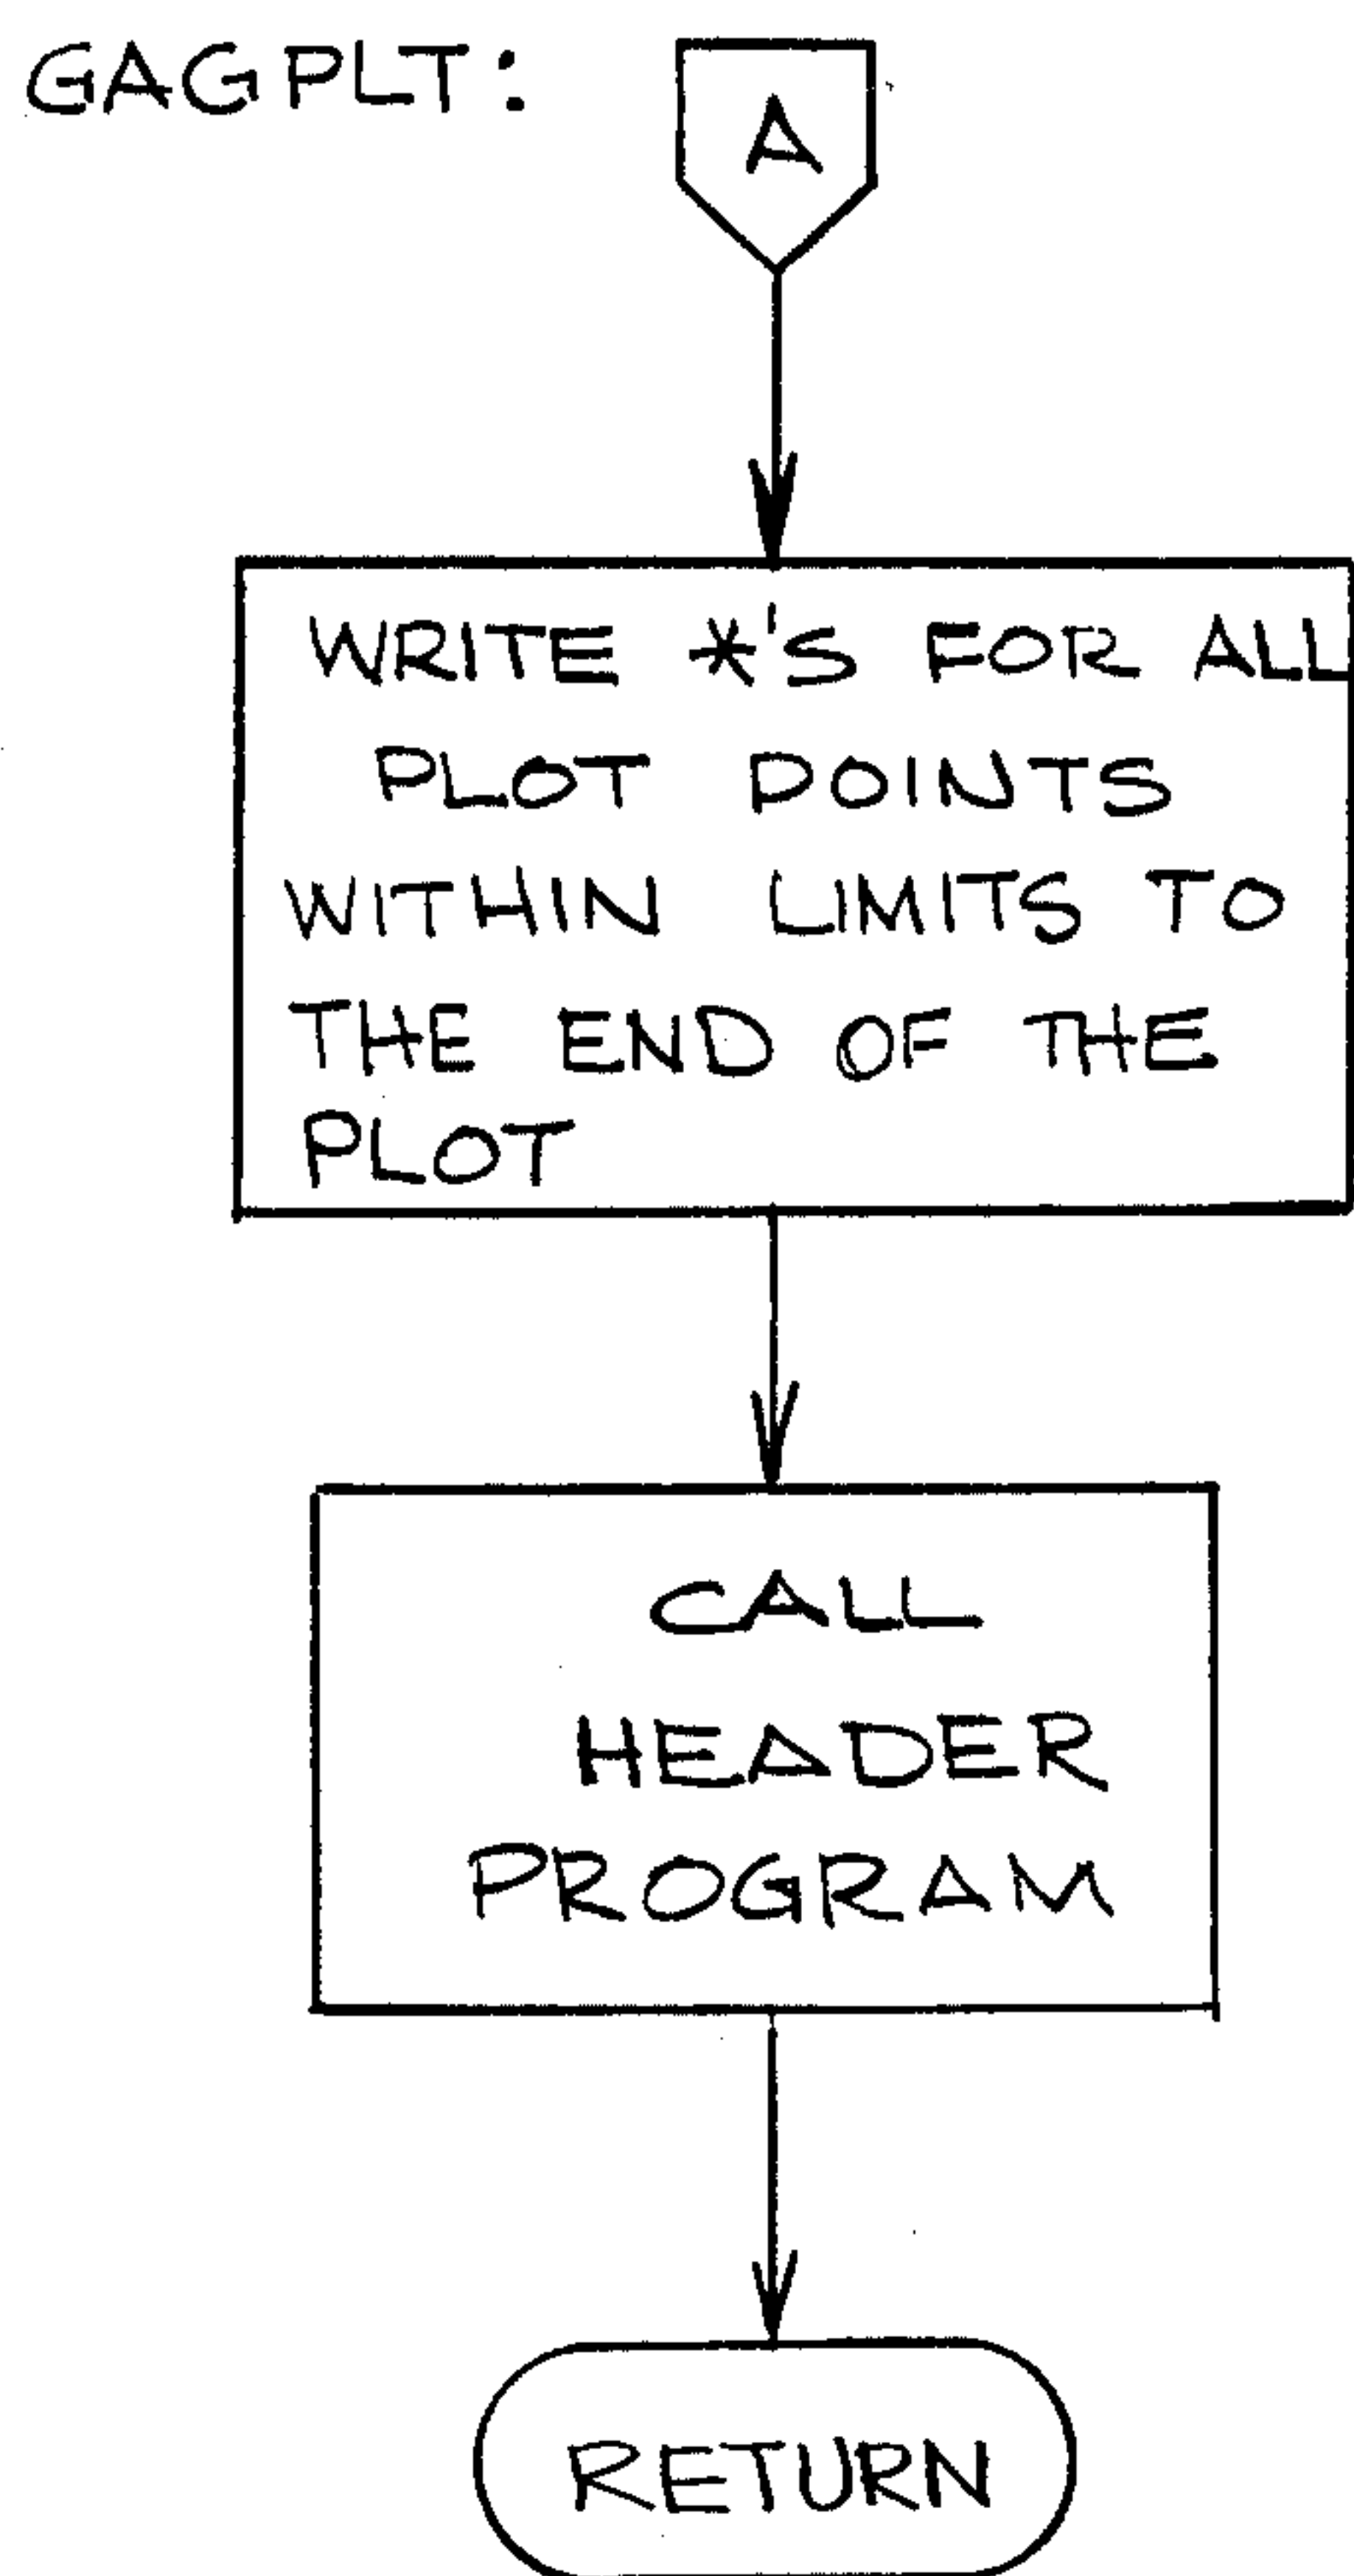 GAGPLT:
A
WRITE *'S FOR ALL
PLOT POINTS
WITHIN LIMITS TO
THE END OF THE
PLOT
CALL
HEADER
PROGRAM
RETURN